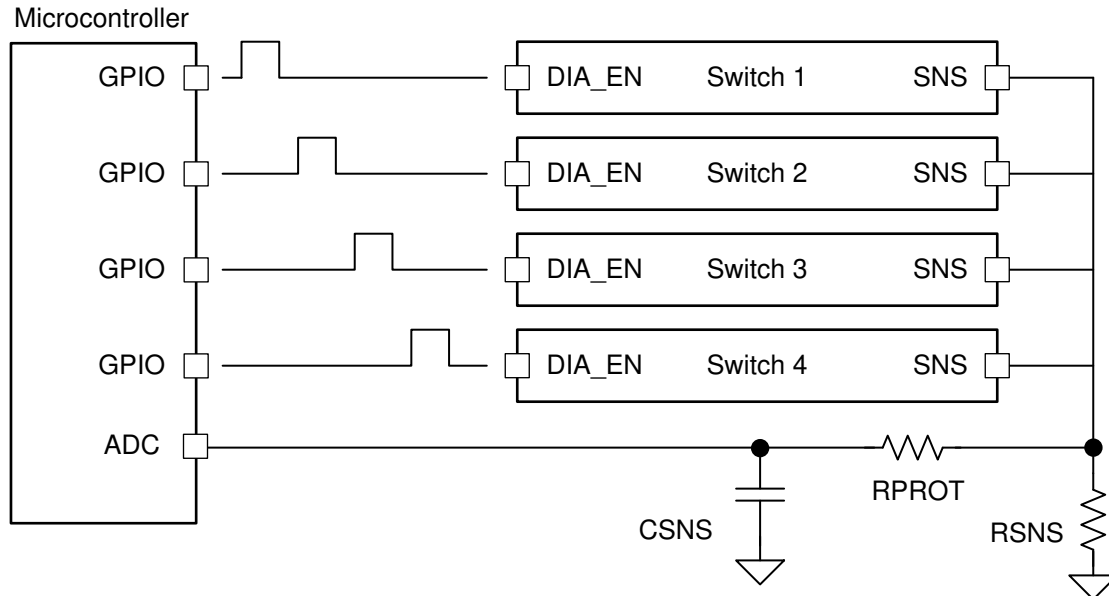 Microcontroller
GPIO DIA_EN Switch 1 SNS
GPIO DIA_EN Switch 2 SNS
GPIO DIA_EN Switch 3 SNS
GPIO DIA_EN Switch 4 SNS
ADC
RPROT
CSNS
RSNS